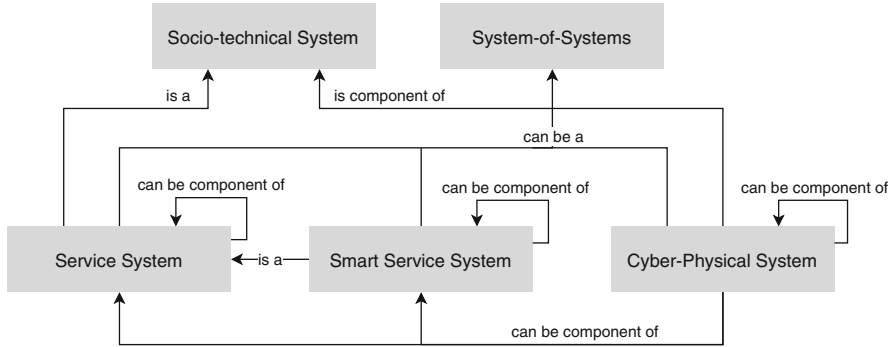 Socio-technical System
System-of-Systems
is a
is component of
can be a
can be component of
can be component of
can be component of
Service System
is a
Smart Service System
Cyber-Physical System
can be component of